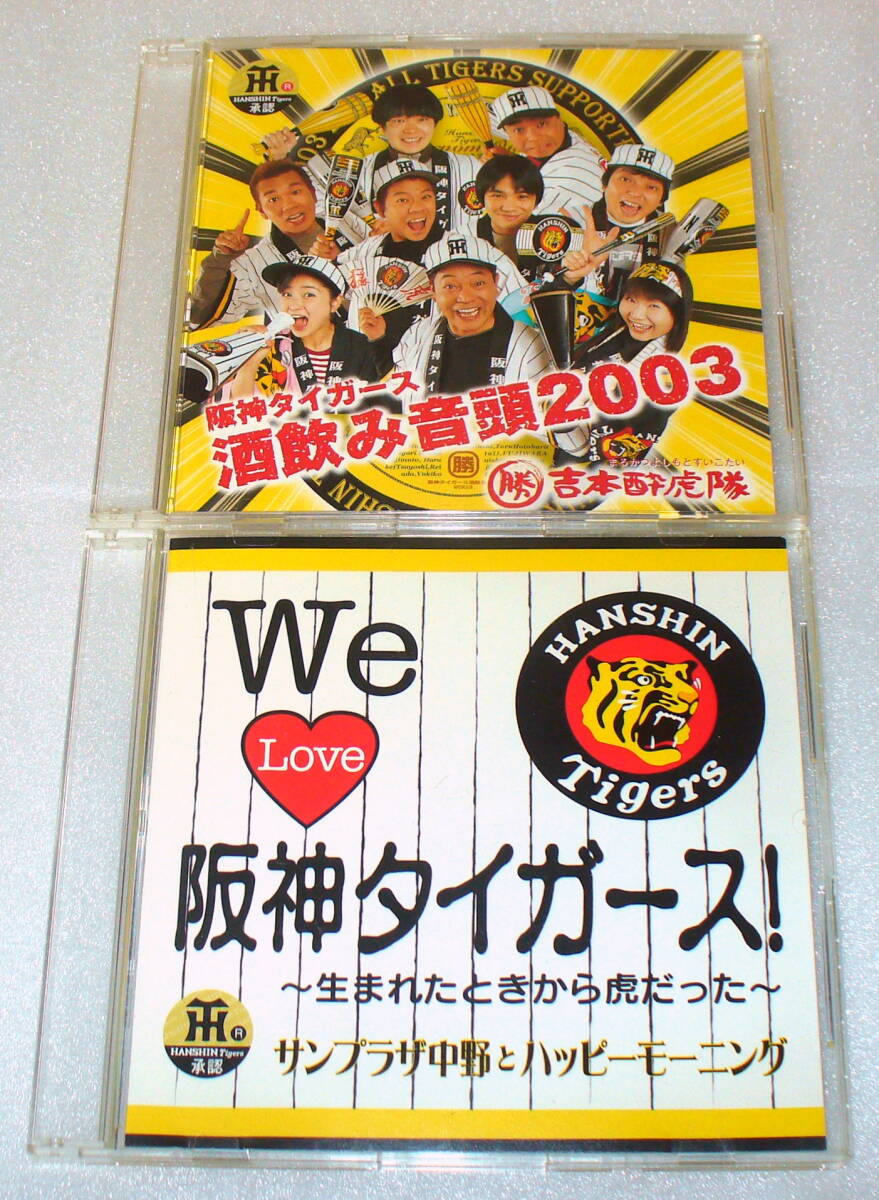 HANSHIN Tigers
承認
ALL TIGERS SUPPORT
HANSHIN
阪神タイガース
酒飲み音頭2003
まるかつよしもとすいこたい
勝 吉本酔虎隊
We
Love
HANSHIN
Tigers
阪神タイガース!
~生まれたときから虎だった~
HANSHIN Tigers
承認
サンプラザ中野とハッピーモーニング